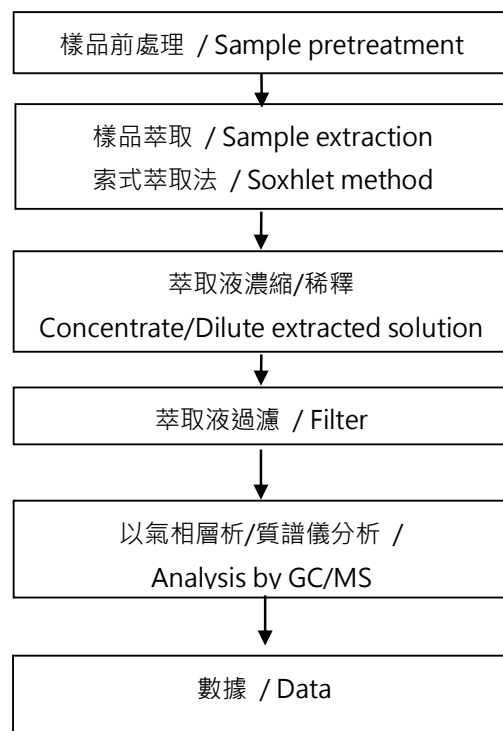 樣品前處理 / Sample pretreatment
樣品萃取 / Sample extraction
索式萃取法 / Soxhlet method
萃取液濃縮/稀釋
Concentrate/Dilute extracted solution
萃取液過濾 / Filter
以氣相層析/質譜儀分析 /
Analysis by GC/MS
數據 / Data